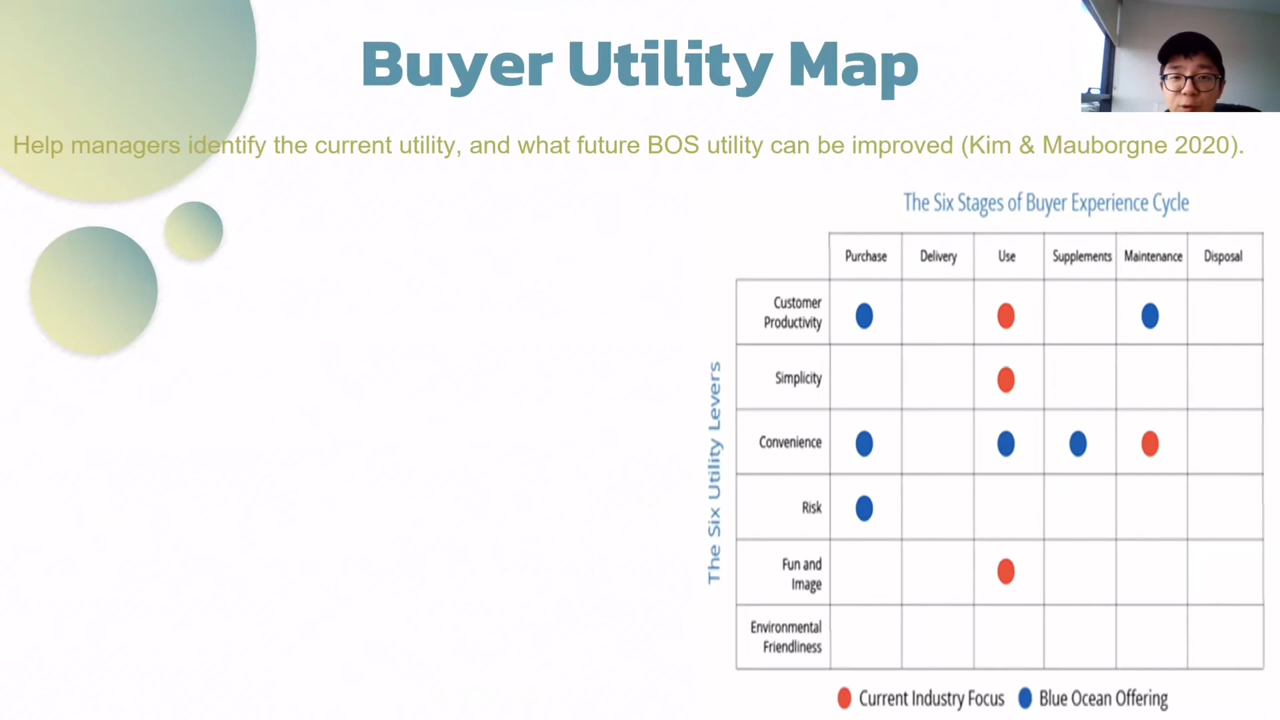 Buyer Utility Map
Help managers identify the current utility, and what future BOS utility can be improved (Kim & Mauborgne 2020).
The Six Stages of Buyer Experience Cycle
Purchase
Delivery
Use
Supplements
Maintenance
Disposal
The Six Utility Levers
Customer
Productivity
Simplicity
Convenience
Risk
Fun and
Image
Environmental
Friendliness
Current Industry Focus
Blue Ocean Offering